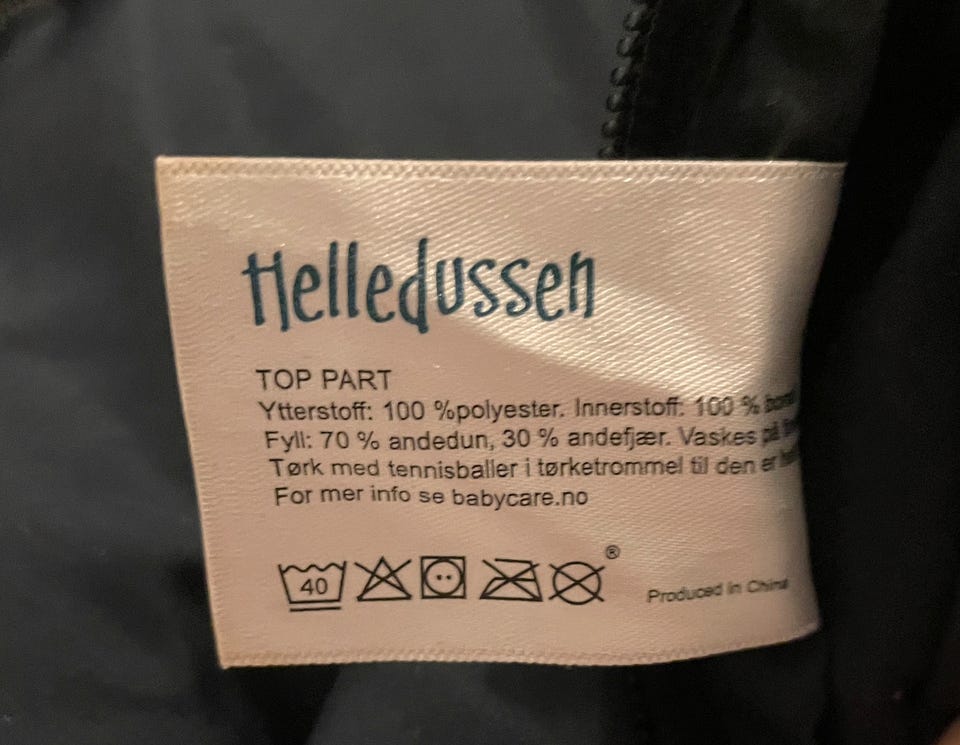 Helledussen
TOP PART
Ytterstoff: 100 %polyester. Innerstoff: 100 %
Fyll: 70 % andedun, 30 % andefjær. Vaskes på
Tørk med tennisballer i tørketrommel til den er
For mer info se babycare.no
40
®
Produced in China